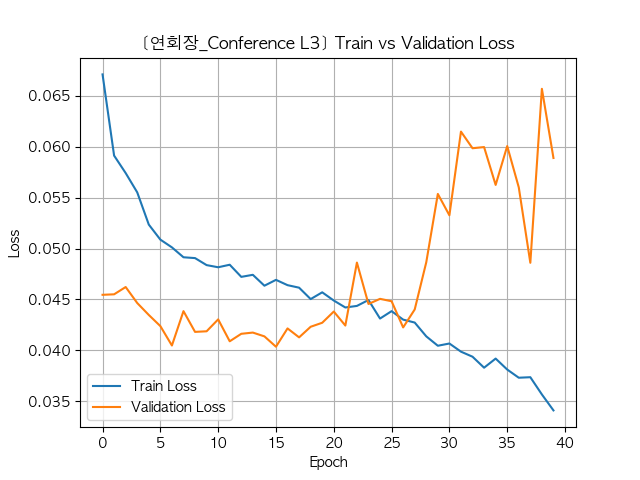 [연회장_Conference L3] Train vs Validation Loss
0.065
0.060
0.055
0.050
0.045
0.040
0.035
Loss
Train Loss
Validation Loss
0 5 10 15 20 25 30 35 40
Epoch